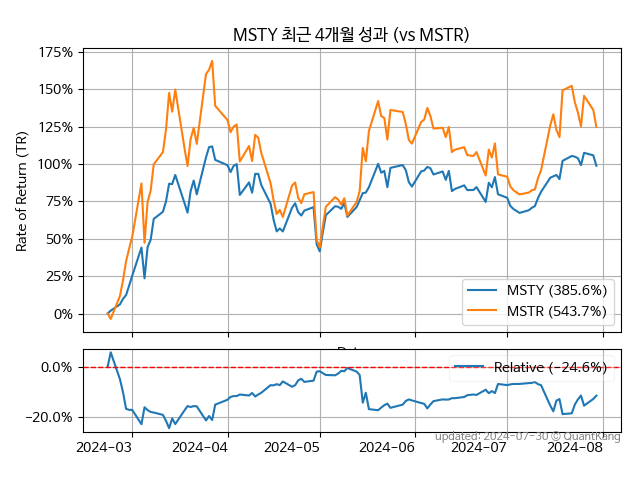 MSTY 최근 4개월 성과 (vs MSTR)
Rate of Return (TR)
175%
150%
125%
100%
75%
50%
25%
0%
MSTY (385.6%)
MSTR (543.7%)
0.0%
−20.0%
Relative (−24.6%)
updated: 2024-07-30 © QuantKang
2024-03
2024-04
2024-05
2024-06
2024-07
2024-08